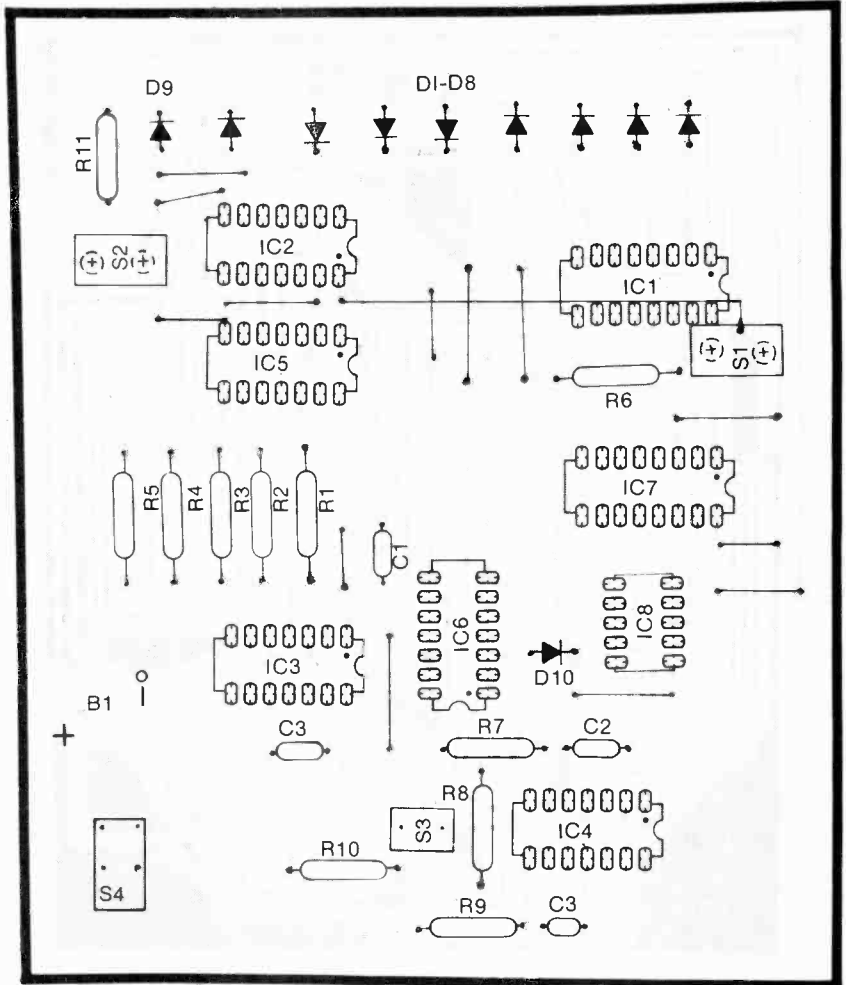 D9
DI-D8
R11
S2
(+) (+)
IC2
IC1
S1
(+) (+)
IC5
R6
R5
R4
R3
R2
R1
IC7
C1
IC6
IC8
IC3
D10
B1
+
C3
R7
C2
R8
S3
IC4
R10
S4
R9
C3